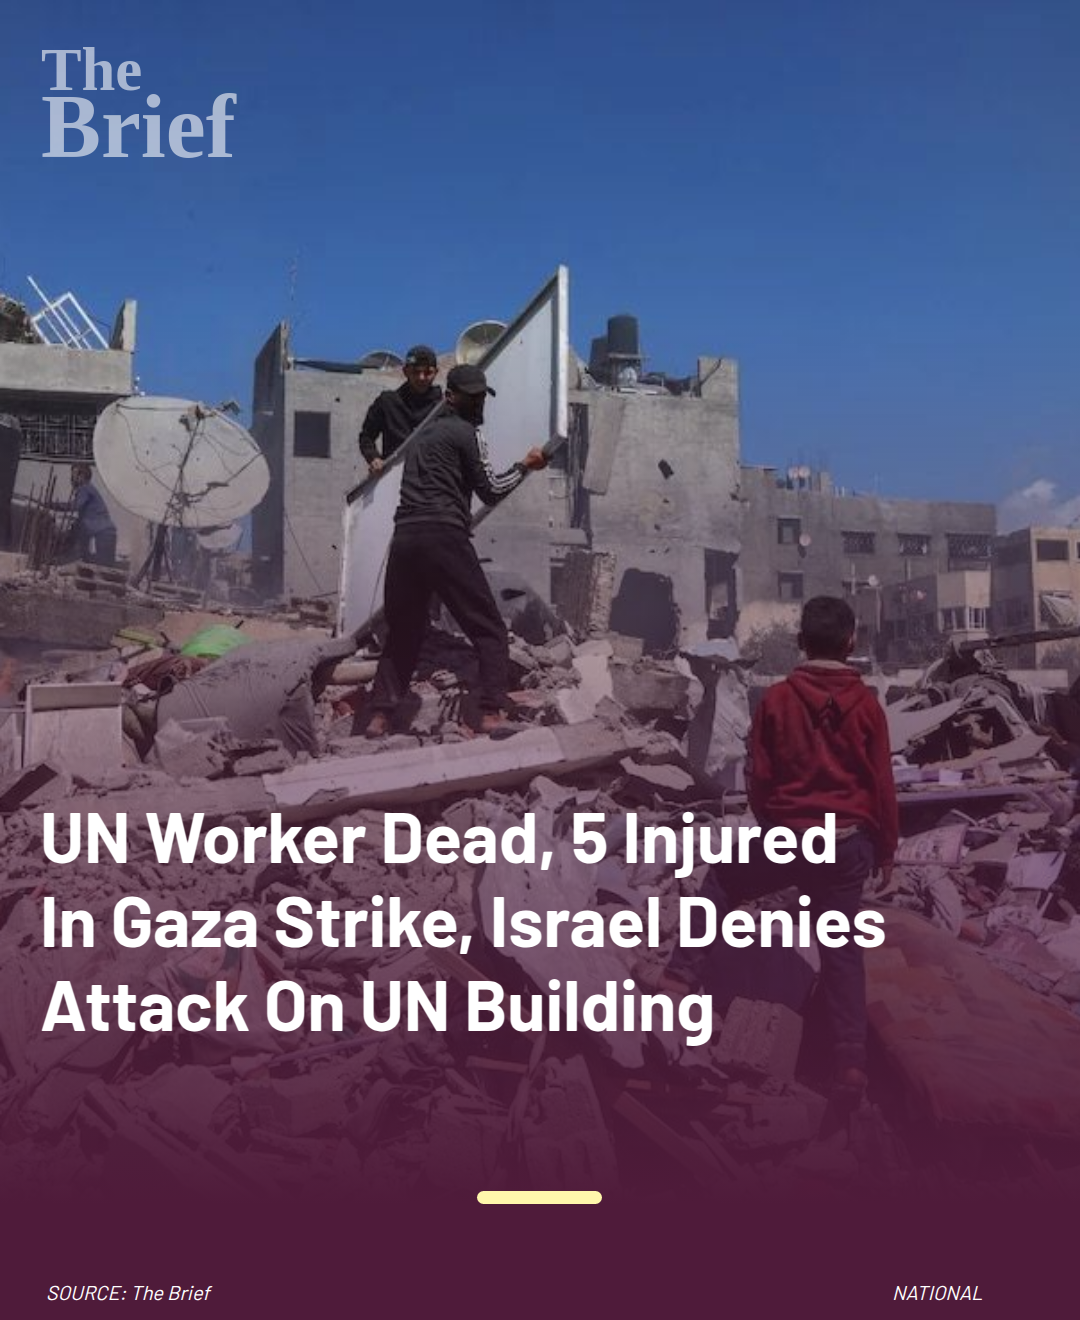 The
Brief
UN Worker Dead, 5 Injured
In Gaza Strike, Israel Denies
Attack On UN Building
SOURCE: The Brief
NATIONAL